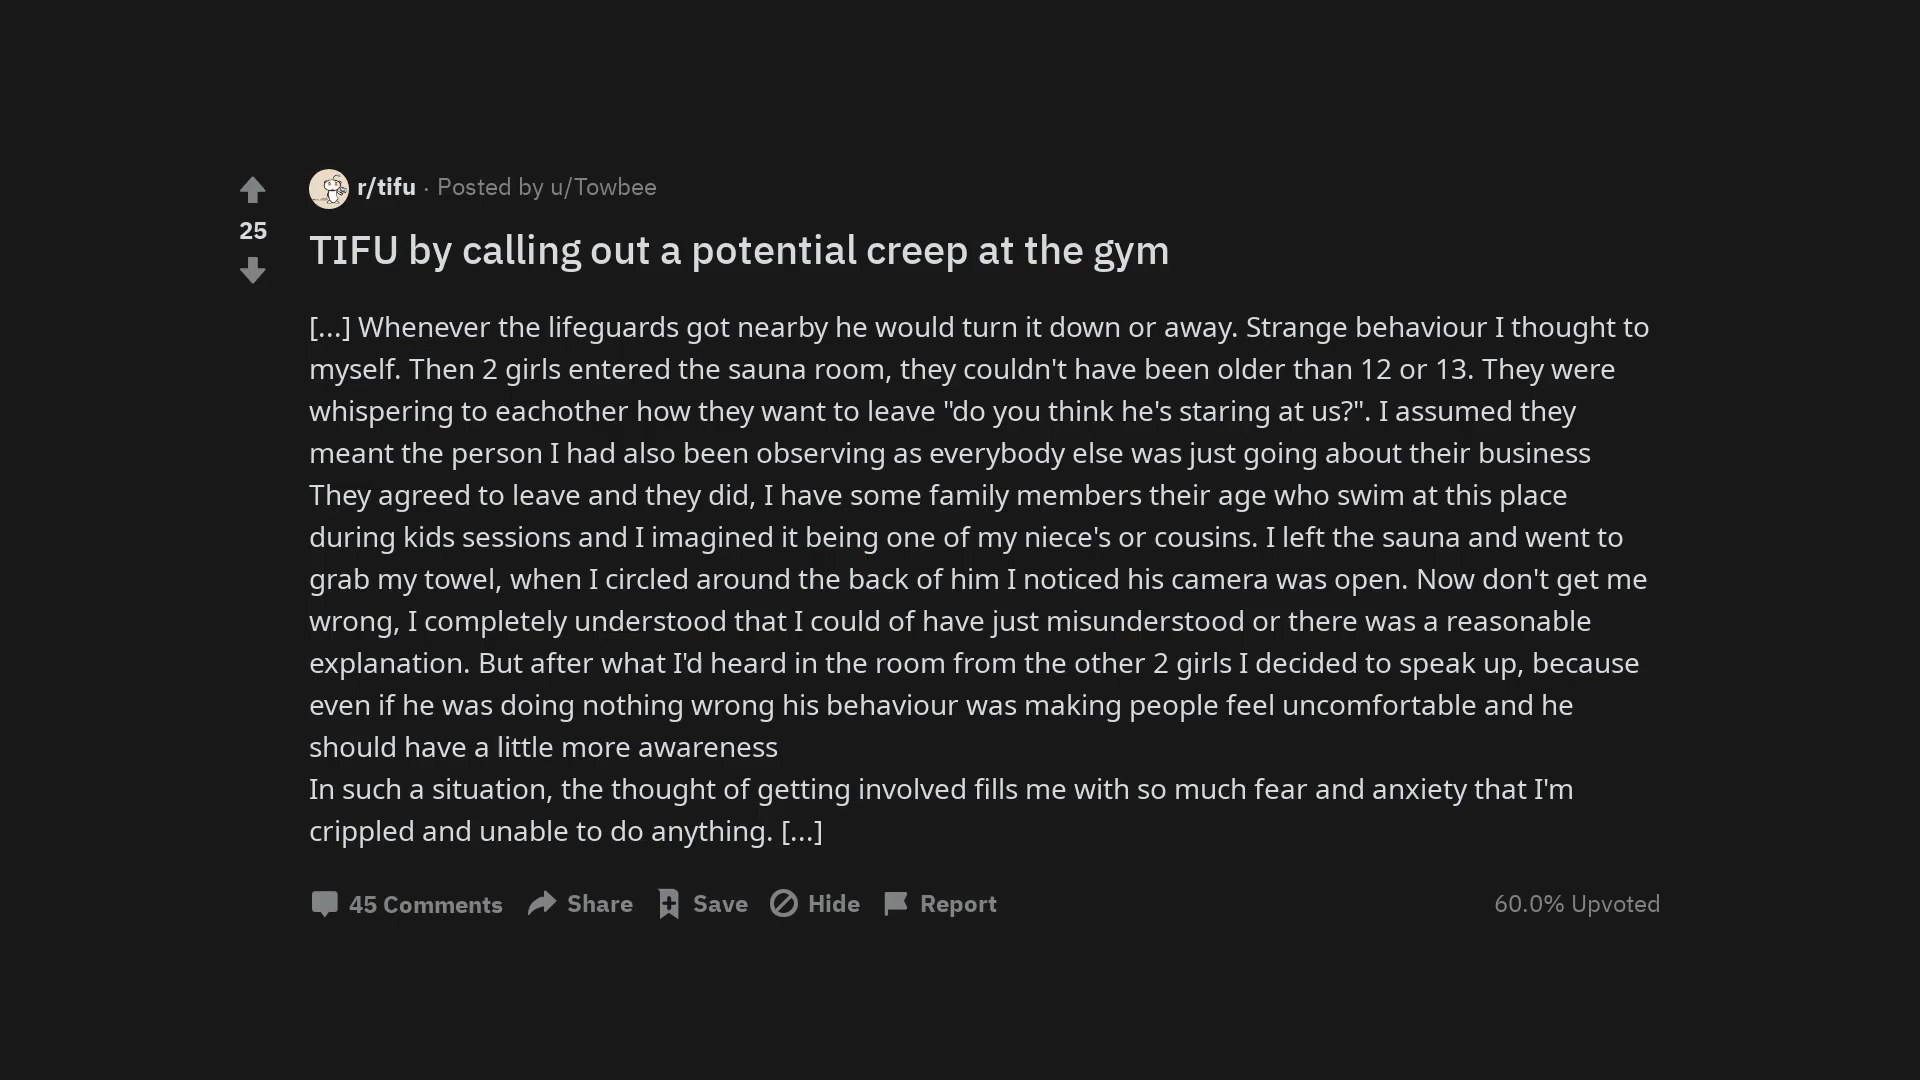 r/tifu · Posted by u/Towbee
25
TIFU by calling out a potential creep at the gym
[...] Whenever the lifeguards got nearby he would turn it down or away. Strange behaviour I thought to
myself. Then 2 girls entered the sauna room, they couldn't have been older than 12 or 13. They were
whispering to eachother how they want to leave "do you think he's staring at us?". I assumed they
meant the person I had also been observing as everybody else was just going about their business
They agreed to leave and they did, I have some family members their age who swim at this place
during kids sessions and I imagined it being one of my niece's or cousins. I left the sauna and went to
grab my towel, when I circled around the back of him I noticed his camera was open. Now don't get me
wrong, I completely understood that I could of have just misunderstood or there was a reasonable
explanation. But after what I'd heard in the room from the other 2 girls I decided to speak up, because
even if he was doing nothing wrong his behaviour was making people feel uncomfortable and he
should have a little more awareness
In such a situation, the thought of getting involved fills me with so much fear and anxiety that I'm
crippled and unable to do anything. [...]
45 Comments Share Save Hide Report 60.0% Upvoted